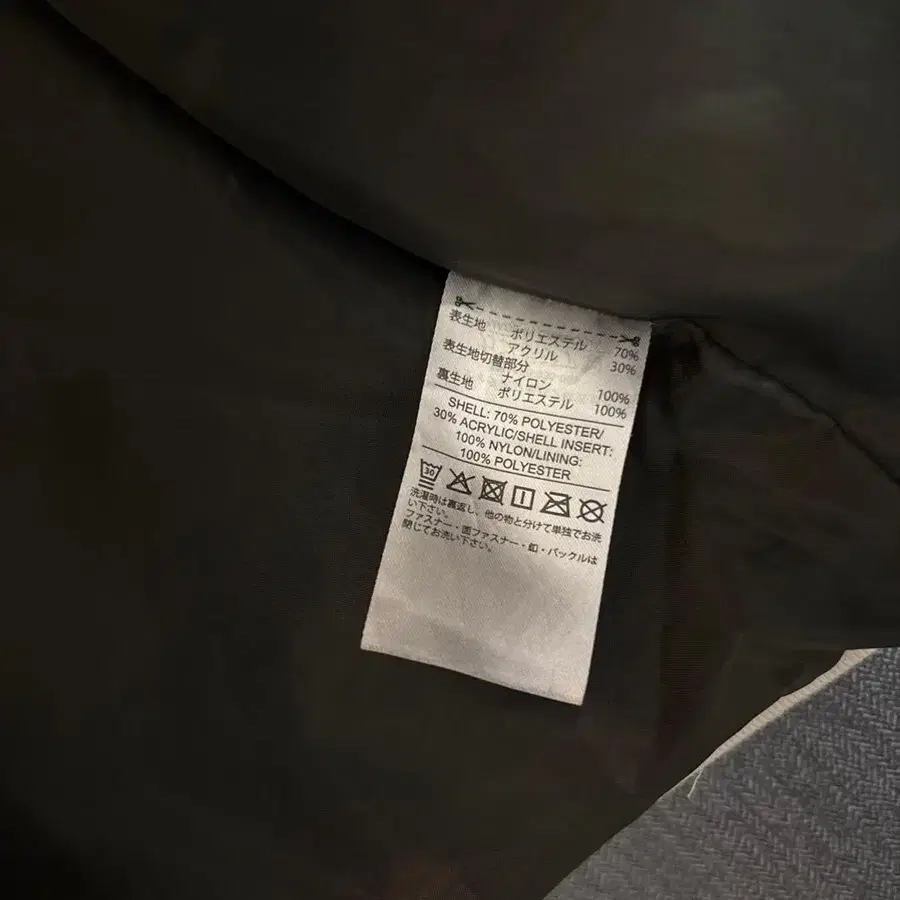 表生地 ポリエステル 70%
アクリル 30%
表生地切替部分
ナイロン 100%
裏生地 ポリエステル 100%
SHELL: 70% POLYESTER/
30% ACRYLIC/SHELL INSERT:
100% NYLON/LINING:
100% POLYESTER
30
洗濯時は裏返し、他の物と分けて単独でお洗
い下さい。
ファスナー・面ファスナー・釦・バックルは
閉じてお洗い下さい。